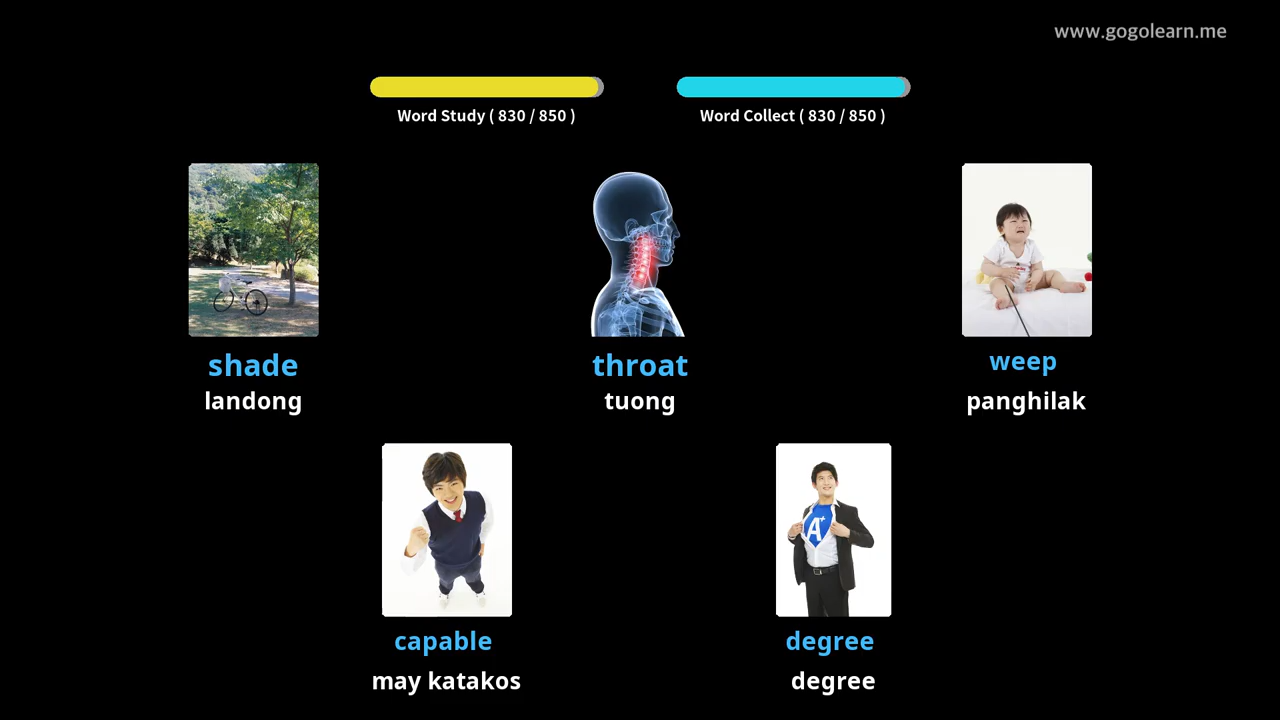 www.gogolearn.me
Word Study ( 830 / 850 )
Word Collect ( 830 / 850 )
shade
landong
throat
tuong
weep
panghilak
A+
capable
may katakos
degree
degree